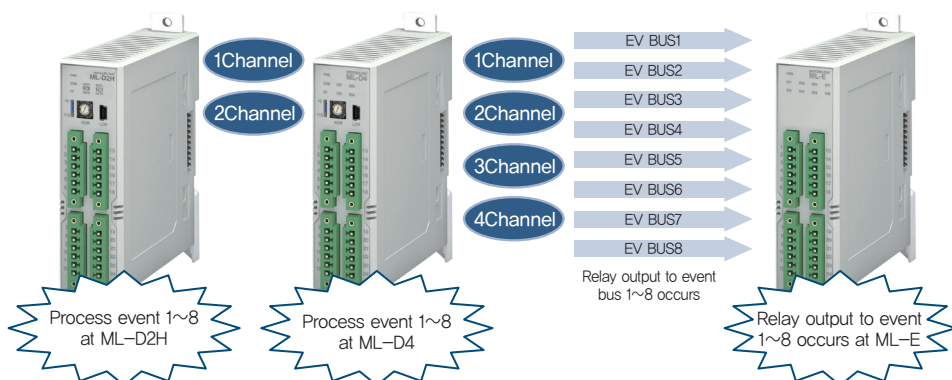 ML-D2H
1Channel
2Channel
ML-D4
1Channel
2Channel
3Channel
4Channel
EV BUS1
EV BUS2
EV BUS3
EV BUS4
EV BUS5
EV BUS6
EV BUS7
EV BUS8
Relay output to event
bus 1~8 occurs
ML-E
Process event 1~8
at ML-D2H
Process event 1~8
at ML-D4
Relay output to event
1~8 occurs at ML-E